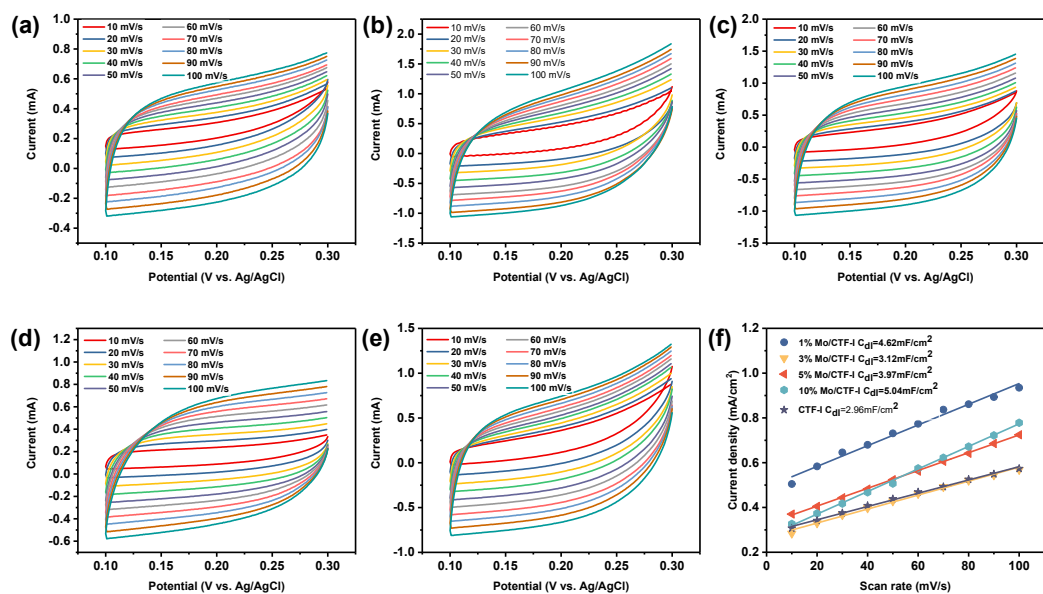 (a)
10 mV/s 60 mV/s
20 mV/s 70 mV/s
30 mV/s 80 mV/s
40 mV/s 90 mV/s
50 mV/s 100 mV/s
1.0
0.8
0.6
0.4
0.2
0.0
-0.2
-0.4
Current (mA)
0.10 0.15 0.20 0.25 0.30
Potential (V vs. Ag/AgCl)
(b)
10 mV/s 60 mV/s
20 mV/s 70 mV/s
30 mV/s 80 mV/s
40 mV/s 90 mV/s
50 mV/s 100 mV/s
2.0
1.5
1.0
0.5
0.0
-0.5
-1.0
-1.5
Current (mA)
0.10 0.15 0.20 0.25 0.30
Potential (V vs. Ag/AgCl)
(c)
10 mV/s 60 mV/s
20 mV/s 70 mV/s
30 mV/s 80 mV/s
40 mV/s 90 mV/s
50 mV/s 100 mV/s
2.0
1.5
1.0
0.5
0.0
-0.5
-1.0
-1.5
Current (mA)
0.10 0.15 0.20 0.25 0.30
Potential (V vs. Ag/AgCl)
(d)
10 mV/s 60 mV/s
20 mV/s 70 mV/s
30 mV/s 80 mV/s
40 mV/s 90 mV/s
50 mV/s 100 mV/s
1.2
1.0
0.8
0.6
0.4
0.2
0.0
-0.2
-0.4
-0.6
Current (mA)
0.10 0.15 0.20 0.25 0.30
Potential (V vs. Ag/AgCl)
(e)
10 mV/s 60 mV/s
20 mV/s 70 mV/s
30 mV/s 80 mV/s
40 mV/s 90 mV/s
50 mV/s 100 mV/s
1.5
1.0
0.5
0.0
-0.5
-1.0
Current (mA)
0.10 0.15 0.20 0.25 0.30
Potential (V vs. Ag/AgCl)
(f)
1% Mo/CTF-I Cdl=4.62mF/cm2
3% Mo/CTF-I Cdl=3.12mF/cm2
5% Mo/CTF-I Cdl=3.97mF/cm2
10% Mo/CTF-I Cdl=5.04mF/cm2
CTF-I Cdl=2.96mF/cm2
1.2
1.0
0.8
0.6
0.4
0.2
Current density (mA/cm2)
20 40 60 80 100
Scan rate (mV/s)